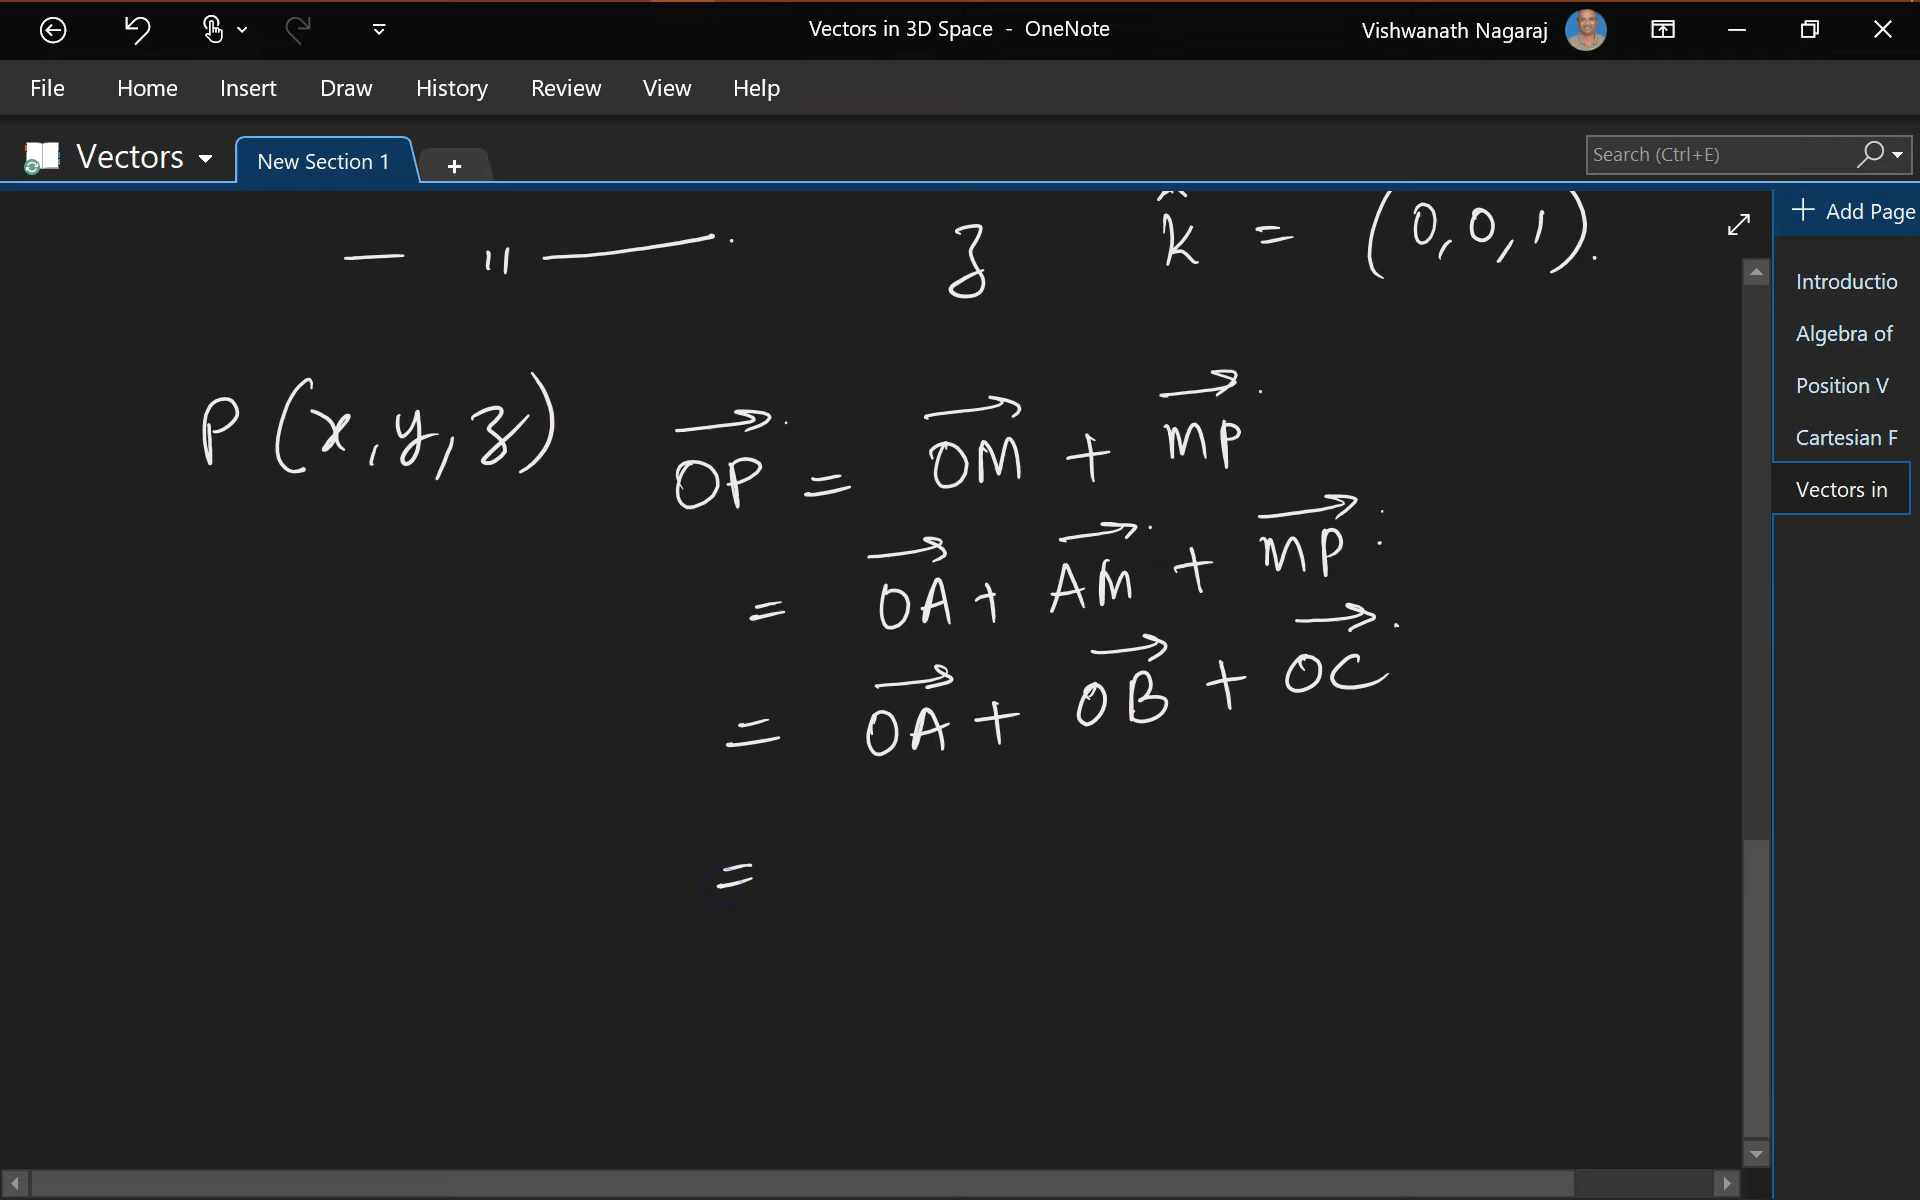 Vectors in 3D Space - OneNote
Vishwanath Nagaraj
File Home Insert Draw History Review View Help
Vectors
New Section 1
+
Search (Ctrl+E)
+ Add Page
Introductio
Algebra of
Position V
Cartesian F
Vectors in
— " ——— . z k̂ = (0, 0, 1).
P (x, y, z) OP⃗ = OM⃗ + MP⃗
= OA⃗ + AM⃗ + MP⃗
= OA⃗ + OB⃗ + OC⃗
=